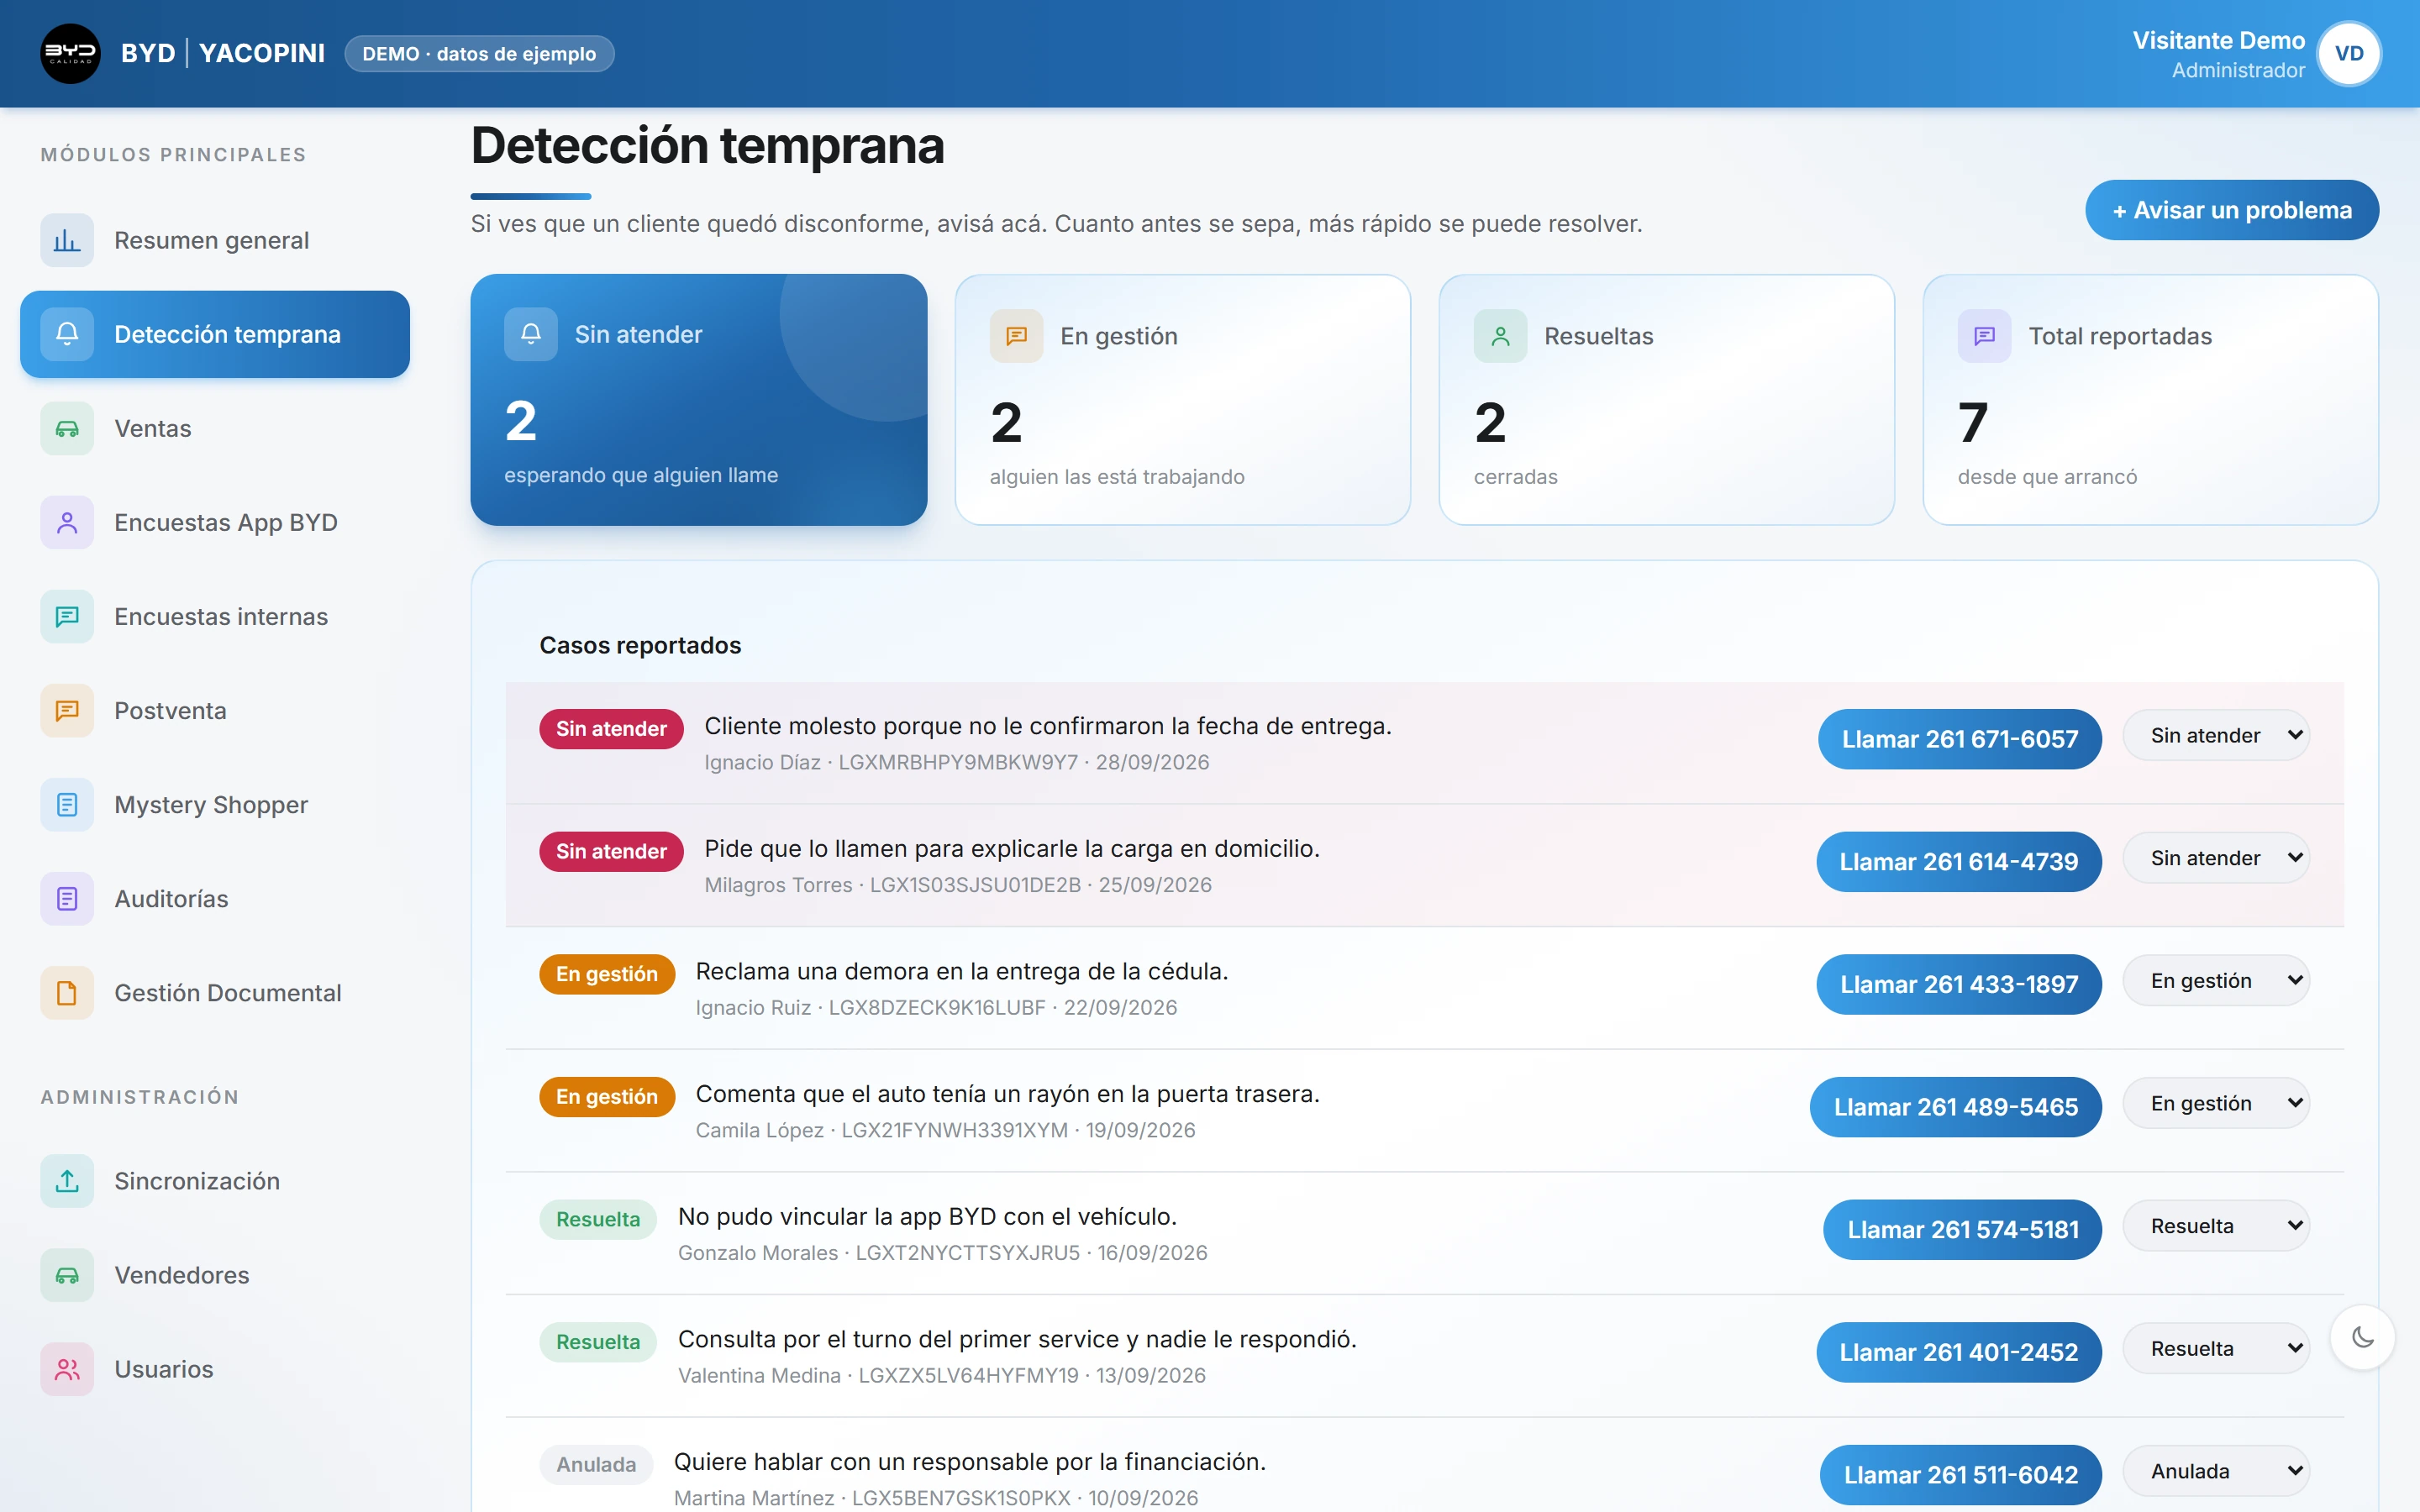 BYD CALIDAD
BYD | YACOPINI
DEMO · datos de ejemplo
Visitante Demo
Administrador
VD
MÓDULOS PRINCIPALES
Resumen general
Detección temprana
Ventas
Encuestas App BYD
Encuestas internas
Postventa
Mystery Shopper
Auditorías
Gestión Documental
ADMINISTRACIÓN
Sincronización
Vendedores
Usuarios
Detección temprana
Si ves que un cliente quedó disconforme, avisá acá. Cuanto antes se sepa, más rápido se puede resolver.
+ Avisar un problema
Sin atender
2
esperando que alguien llame
En gestión
2
alguien las está trabajando
Resueltas
2
cerradas
Total reportadas
7
desde que arrancó
Casos reportados
Sin atender
Cliente molesto porque no le confirmaron la fecha de entrega.
Ignacio Díaz · LGXMRBHPY9MBKW9Y7 · 28/09/2026
Llamar 261 671-6057
Sin atender
Sin atender
Pide que lo llamen para explicarle la carga en domicilio.
Milagros Torres · LGX1S03SJSU01DE2B · 25/09/2026
Llamar 261 614-4739
Sin atender
En gestión
Reclama una demora en la entrega de la cédula.
Ignacio Ruiz · LGX8DZECK9K16LUBF · 22/09/2026
Llamar 261 433-1897
En gestión
En gestión
Comenta que el auto tenía un rayón en la puerta trasera.
Camila López · LGX21FYNWH3391XYM · 19/09/2026
Llamar 261 489-5465
En gestión
Resuelta
No pudo vincular la app BYD con el vehículo.
Gonzalo Morales · LGXT2NYCTTSYXJRU5 · 16/09/2026
Llamar 261 574-5181
Resuelta
Resuelta
Consulta por el turno del primer service y nadie le respondió.
Valentina Medina · LGXZX5LV64HYFMY19 · 13/09/2026
Llamar 261 401-2452
Resuelta
Anulada
Quiere hablar con un responsable por la financiación.
Martina Martínez · LGX5BEN7GSK1S0PKX · 10/09/2026
Llamar 261 511-6042
Anulada